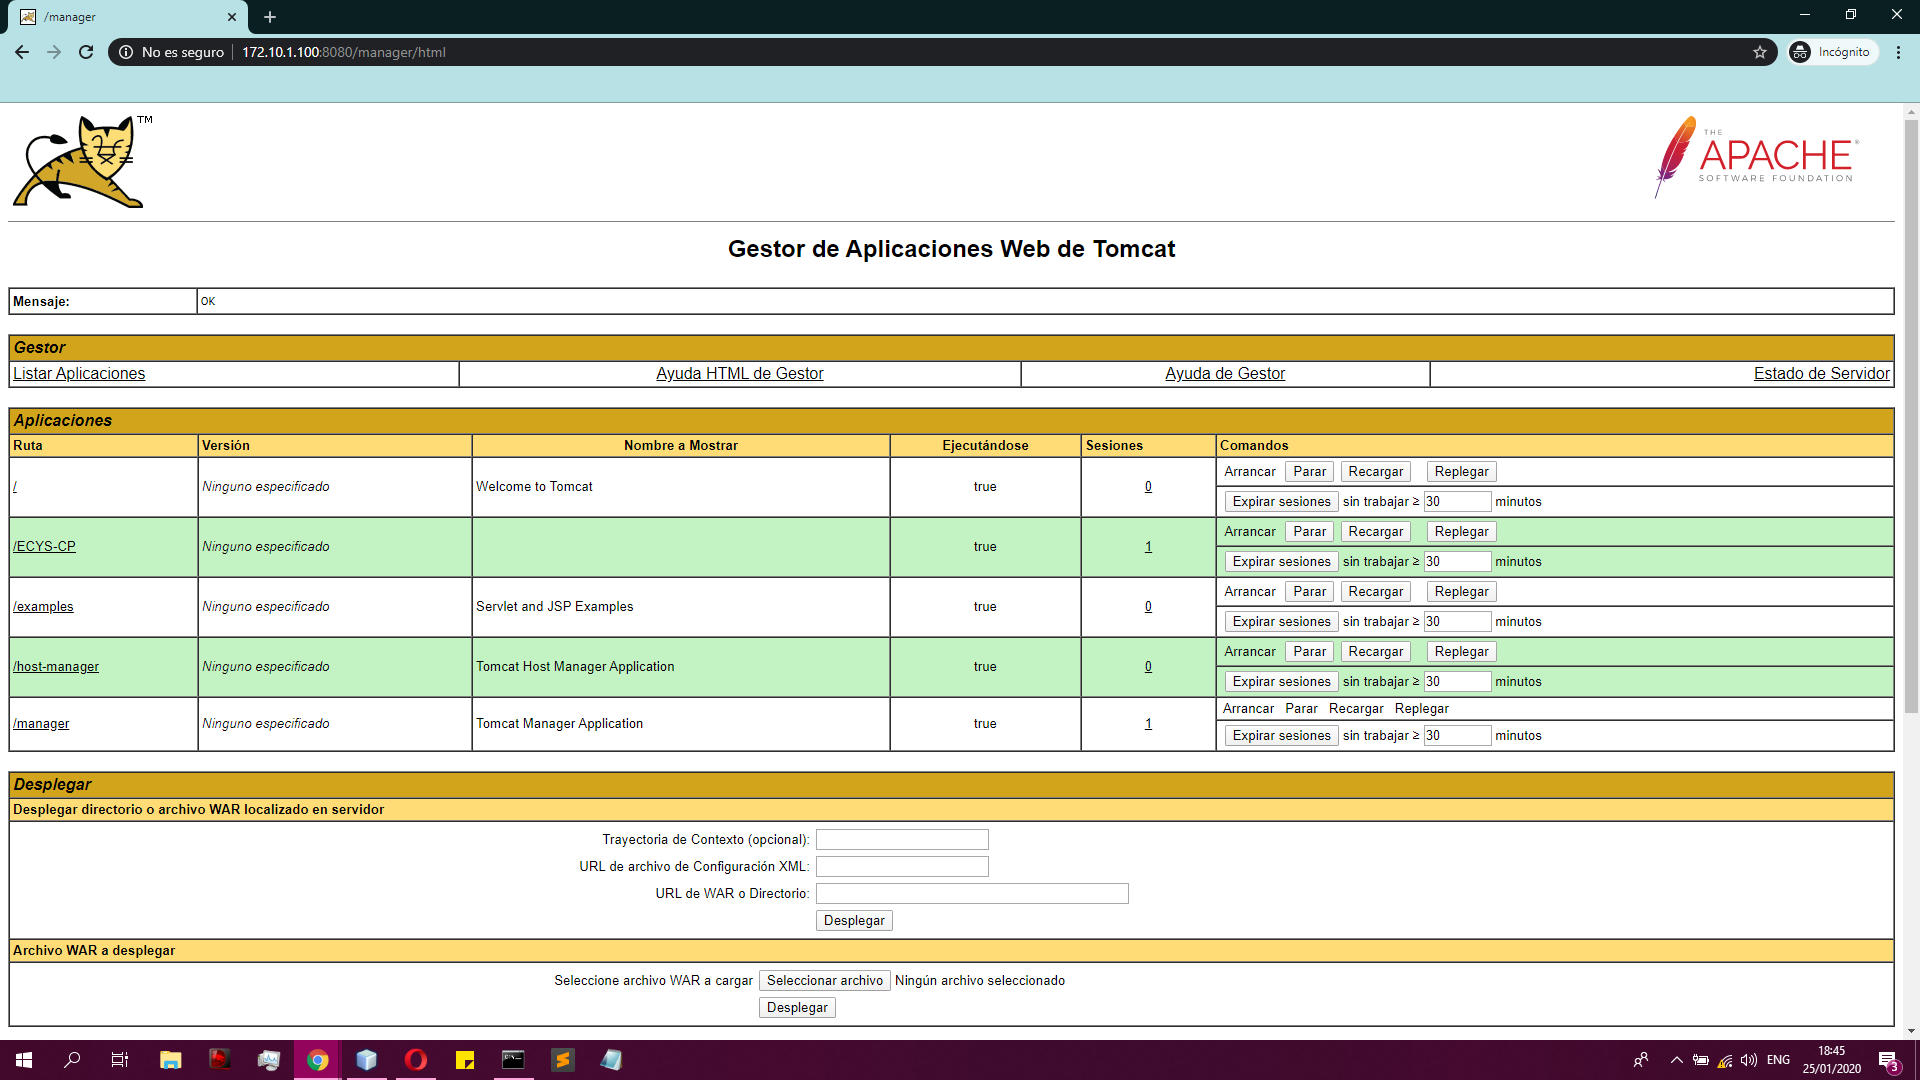 /manager
No es seguro
172.10.1.100:8080/manager/html
Incógnito
TM
THE
APACHE
SOFTWARE FOUNDATION
Gestor de Aplicaciones Web de Tomcat
Mensaje: OK
Gestor
Listar Aplicaciones Ayuda HTML de Gestor Ayuda de Gestor Estado de Servidor
Aplicaciones
Ruta Versión Nombre a Mostrar Ejecutándose Sesiones Comandos
/ Ninguno especificado Welcome to Tomcat true 0
Arrancar Parar Recargar Replegar
Expirar sesiones sin trabajar ≥ 30 minutos
/ECYS-CP Ninguno especificado true 1
Arrancar Parar Recargar Replegar
Expirar sesiones sin trabajar ≥ 30 minutos
/examples Ninguno especificado Servlet and JSP Examples true 0
Arrancar Parar Recargar Replegar
Expirar sesiones sin trabajar ≥ 30 minutos
/host-manager Ninguno especificado Tomcat Host Manager Application true 0
Arrancar Parar Recargar Replegar
Expirar sesiones sin trabajar ≥ 30 minutos
/manager Ninguno especificado Tomcat Manager Application true 1
Arrancar Parar Recargar Replegar
Expirar sesiones sin trabajar ≥ 30 minutos
Desplegar
Desplegar directorio o archivo WAR localizado en servidor
Trayectoria de Contexto (opcional):
URL de archivo de Configuración XML:
URL de WAR o Directorio:
Desplegar
Archivo WAR a desplegar
Seleccione archivo WAR a cargar Seleccionar archivo Ningún archivo seleccionado
Desplegar
ENG
18:45
25/01/2020
3